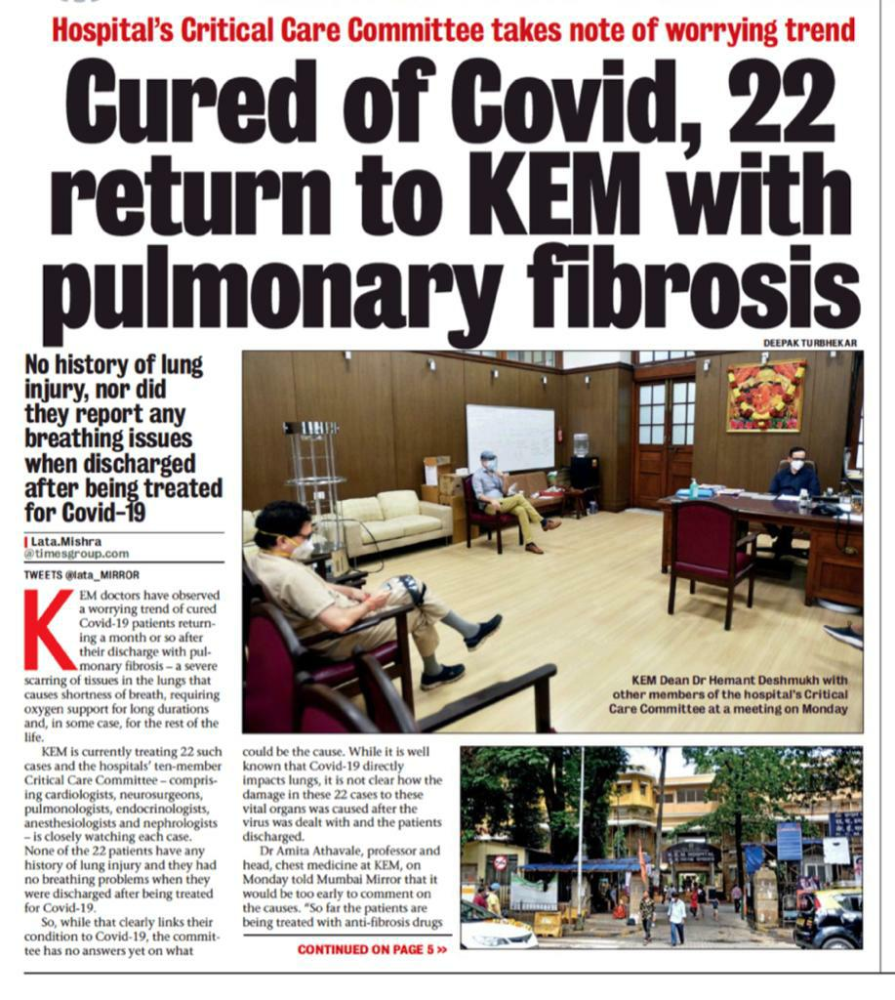 Hospital's Critical Care Committee takes note of worrying trend
Cured of Covid, 22
return to KEM with
pulmonary fibrosis
DEEPAK TURBHEKAR
No history of lung
injury, nor did
they report any
breathing issues
when discharged
after being treated
for Covid-19
Lata.Mishra
@timesgroup.com
TWEETS @lata_MIRROR
KEM doctors have observed
a worrying trend of cured
Covid-19 patients return-
ing a month or so after
their discharge with pul-
monary fibrosis – a severe
scarring of tissues in the lungs that
causes shortness of breath, requiring
oxygen support for long durations
and, in some case, for the rest of the
life.
KEM is currently treating 22 such
cases and the hospitals' ten-member
Critical Care Committee – compris-
ing cardiologists, neurosurgeons,
pulmonologists, endocrinologists,
anesthesiologists and nephrologists
– is closely watching each case.
None of the 22 patients have any
history of lung injury and they had
no breathing problems when they
were discharged after being treated
for Covid-19.
So, while that clearly links their
condition to Covid-19, the commit-
tee has no answers yet on what
KEM Dean Dr Hemant Deshmukh with
other members of the hospital's Critical
Care Committee at a meeting on Monday
could be the cause. While it is well
known that Covid-19 directly
impacts lungs, it is not clear how the
damage in these 22 cases to these
vital organs was caused after the
virus was dealt with and the patients
discharged.
Dr Amita Athavale, professor and
head, chest medicine at KEM, on
Monday told Mumbai Mirror that it
would be too early to comment on
the causes. "So far the patients are
being treated with anti-fibrosis drugs
CONTINUED ON PAGE 5 >>